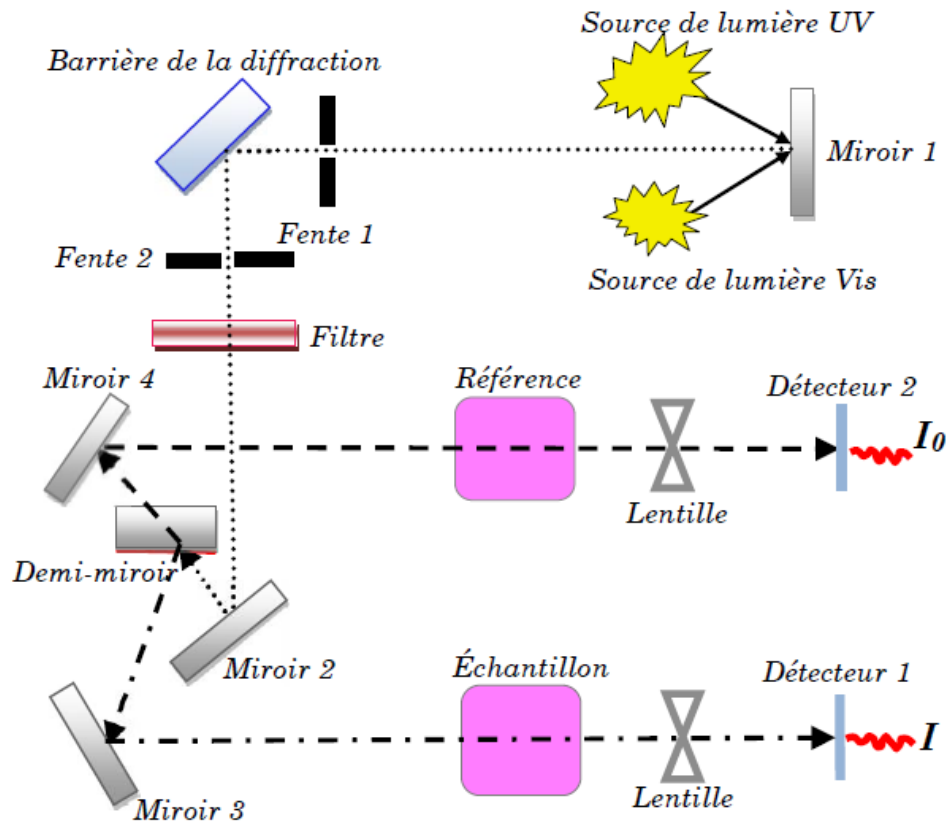 Source de lumière UV
Barrière de la diffraction
Miroir 1
Fente 1
Fente 2
Source de lumière Vis
Filtre
Miroir 4
Référence
Détecteur 2
I0
Lentille
Demi-miroir
Miroir 2
Échantillon
Détecteur 1
I
Lentille
Miroir 3